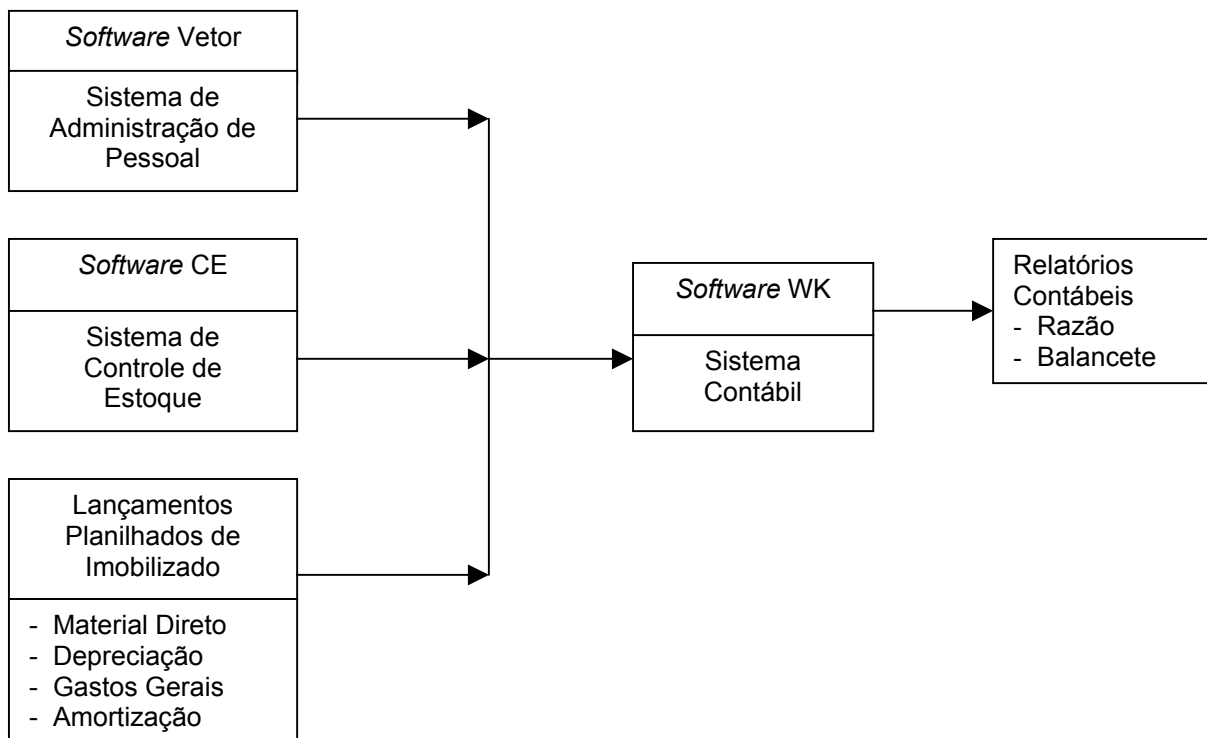 Software Vetor
Sistema de
Administração de
Pessoal
Software CE
Sistema de
Controle de
Estoque
Lançamentos
Planilhados de
Imobilizado
- Material Direto
- Depreciação
- Gastos Gerais
- Amortização
Software WK
Sistema
Contábil
Relatórios
Contábeis
- Razão
- Balancete